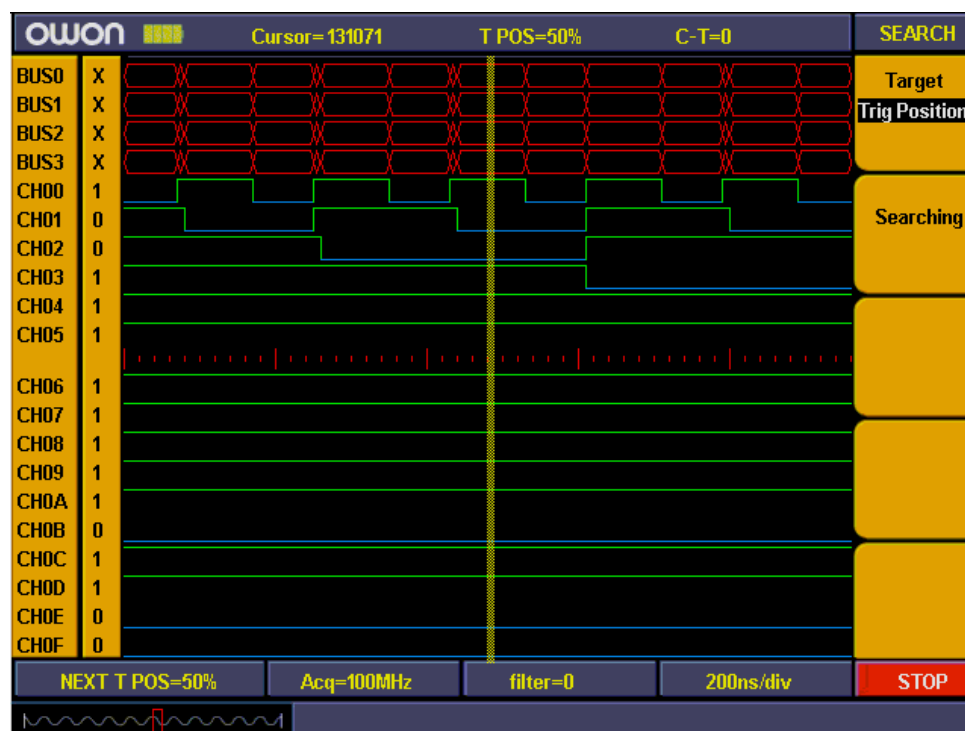 owon Cursor=131071 T POS=50% C-T=0 SEARCH
BUS0 X
BUS1 X
BUS2 X
BUS3 X
CH00 1
CH01 0
CH02 0
CH03 1
CH04 1
CH05 1
CH06 1
CH07 1
CH08 1
CH09 1
CH0A 1
CH0B 0
CH0C 1
CH0D 1
CH0E 0
CH0F 0
Target
Trig Position
Searching
NEXT T POS=50% Acq=100MHz filter=0 200ns/div STOP